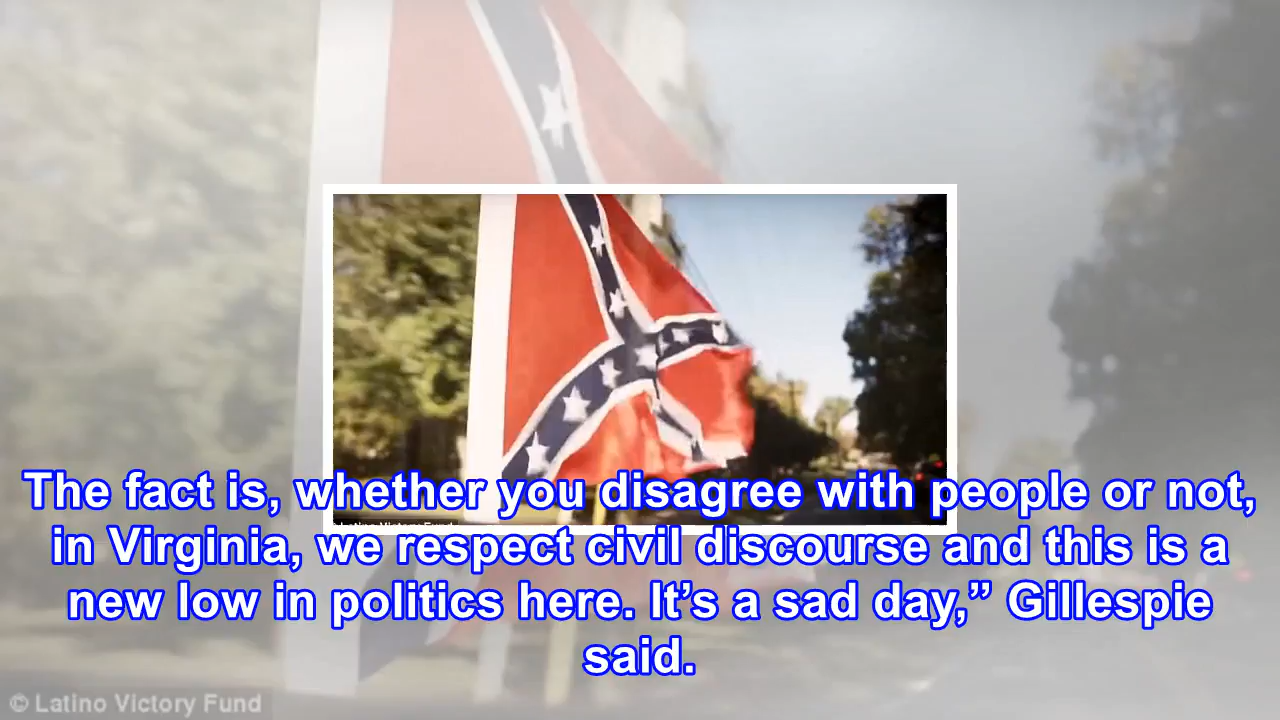 The fact is, whether you disagree with people or not,
in Virginia, we respect civil discourse and this is a
new low in politics here. It’s a sad day,” Gillespie
said.
© Latino Victory Fund